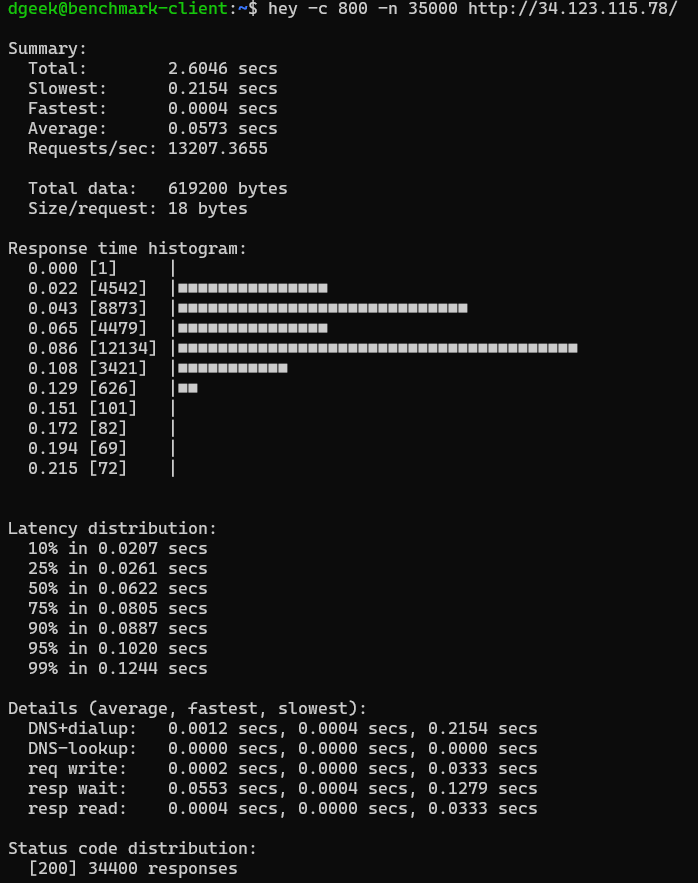 dgeek@benchmark-client:~$ hey -c 800 -n 35000 http://34.123.115.78/
Summary:
Total: 2.6046 secs
Slowest: 0.2154 secs
Fastest: 0.0004 secs
Average: 0.0573 secs
Requests/sec: 13207.3655
Total data: 619200 bytes
Size/request: 18 bytes
Response time histogram:
0.000 [1] |
0.022 [4542] |■■■■■■■■■■■■■■■
0.043 [8873] |■■■■■■■■■■■■■■■■■■■■■■■■■■■■■
0.065 [4479] |■■■■■■■■■■■■■■■
0.086 [12134] |■■■■■■■■■■■■■■■■■■■■■■■■■■■■■■■■■■■■■■■■
0.108 [3421] |■■■■■■■■■■■
0.129 [626] |■■
0.151 [101] |
0.172 [82] |
0.194 [69] |
0.215 [72] |
Latency distribution:
10% in 0.0207 secs
25% in 0.0261 secs
50% in 0.0622 secs
75% in 0.0805 secs
90% in 0.0887 secs
95% in 0.1020 secs
99% in 0.1244 secs
Details (average, fastest, slowest):
DNS+dialup: 0.0012 secs, 0.0004 secs, 0.2154 secs
DNS-lookup: 0.0000 secs, 0.0000 secs, 0.0000 secs
req write: 0.0002 secs, 0.0000 secs, 0.0333 secs
resp wait: 0.0553 secs, 0.0004 secs, 0.1279 secs
resp read: 0.0004 secs, 0.0000 secs, 0.0333 secs
Status code distribution:
[200] 34400 responses